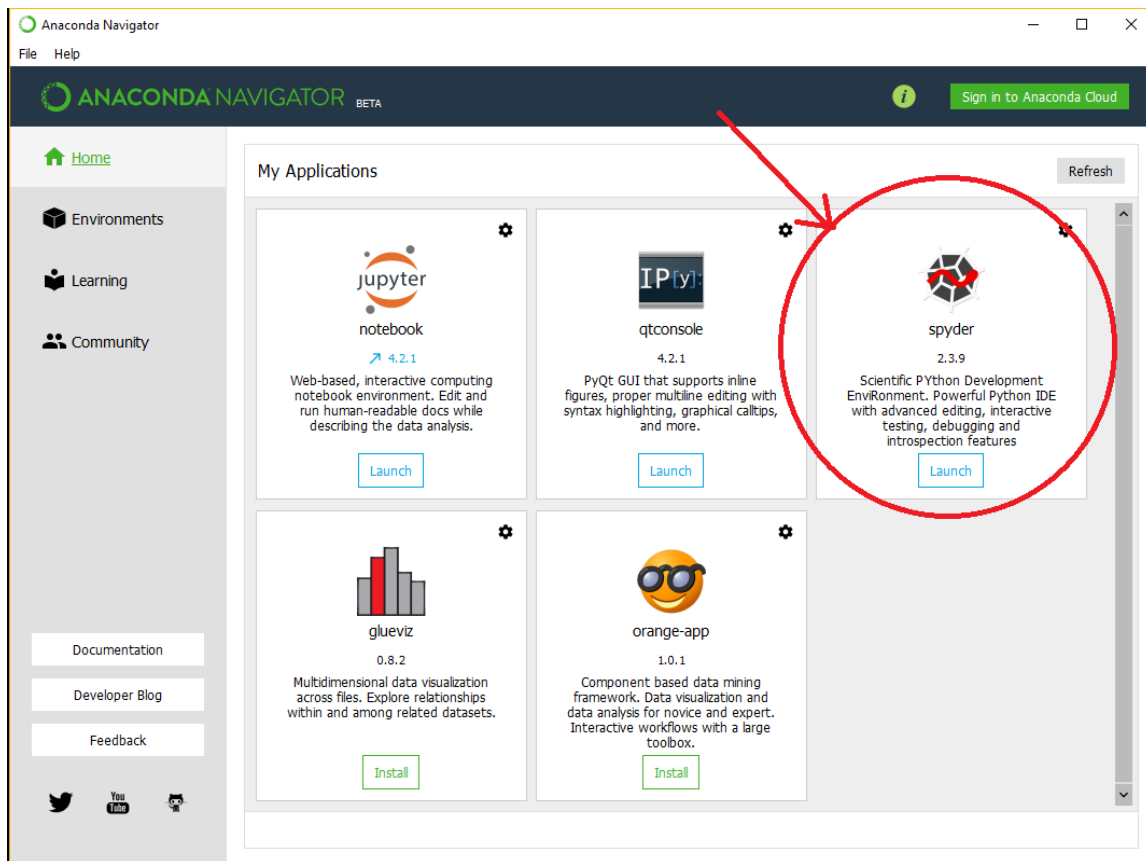 Anaconda Navigator
File Help
ANACONDA NAVIGATOR BETA
i
Sign in to Anaconda Cloud
Home
Environments
Learning
Community
Documentation
Developer Blog
Feedback
You
Tube
My Applications
Refresh
jupyter
notebook
4.2.1
Web-based, interactive computing
notebook environment. Edit and
run human-readable docs while
describing the data analysis.
Launch
IP[y]:
qtconsole
4.2.1
PyQt GUI that supports inline
figures, proper multiline editing with
syntax highlighting, graphical calltips,
and more.
Launch
spyder
2.3.9
Scientific PYthon Development
EnviRonment. Powerful Python IDE
with advanced editing, interactive
testing, debugging and
introspection features
Launch
glueviz
0.8.2
Multidimensional data visualization
across files. Explore relationships
within and among related datasets.
Install
orange-app
1.0.1
Component based data mining
framework. Data visualization and
data analysis for novice and expert.
Interactive workflows with a large
toolbox.
Install